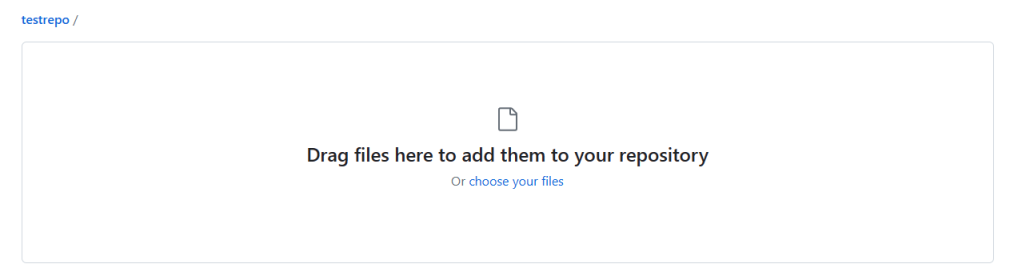 testrepo /
Drag files here to add them to your repository
Or choose your files